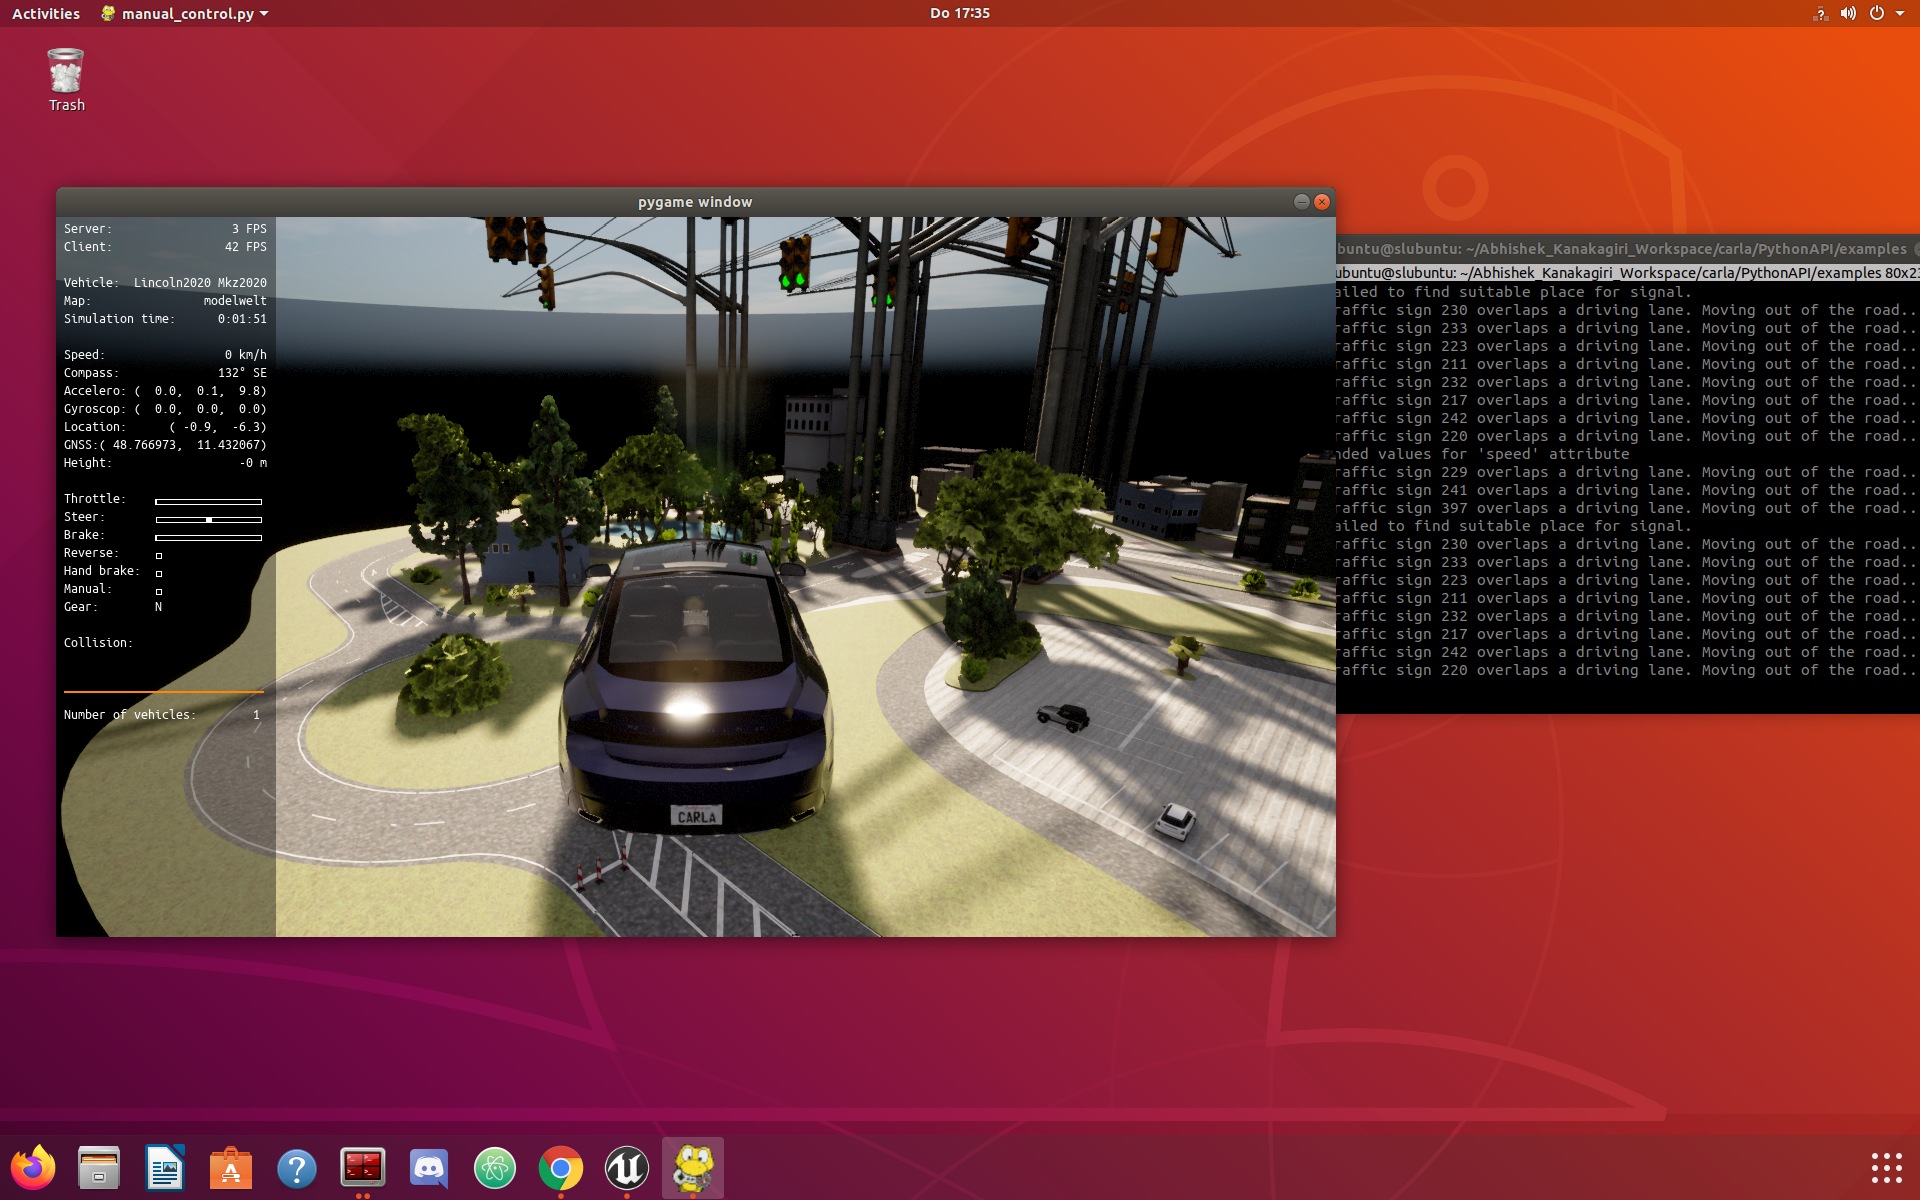 Activities
manual_control.py
Do 17:35
Trash
pygame window
Server: 3 FPS
Client: 42 FPS
Vehicle: Lincoln2020 Mkz2020
Map: modelwelt
Simulation time: 0:01:51
Speed: 0 km/h
Compass: 132° SE
Accelero: ( 0.0, 0.1, 9.8)
Gyroscop: ( 0.0, 0.0, 0.0)
Location: ( -0.9, -6.3)
GNSS:( 48.766973, 11.432067)
Height: -0 m
Throttle:
Steer:
Brake:
Reverse:
Hand brake:
Manual:
Gear: N
Collision:
Number of vehicles: 1
CARLA
buntu@slubuntu: ~/Abhishek_Kanakagiri_Workspace/carla/PythonAPI/examples
ubuntu@slubuntu: ~/Abhishek_Kanakagiri_Workspace/carla/PythonAPI/examples 80x23
ailed to find suitable place for signal.
raffic sign 230 overlaps a driving lane. Moving out of the road..
raffic sign 233 overlaps a driving lane. Moving out of the road..
raffic sign 223 overlaps a driving lane. Moving out of the road..
raffic sign 211 overlaps a driving lane. Moving out of the road..
raffic sign 232 overlaps a driving lane. Moving out of the road..
raffic sign 217 overlaps a driving lane. Moving out of the road..
raffic sign 242 overlaps a driving lane. Moving out of the road..
raffic sign 220 overlaps a driving lane. Moving out of the road..
nded values for 'speed' attribute
raffic sign 229 overlaps a driving lane. Moving out of the road..
raffic sign 241 overlaps a driving lane. Moving out of the road..
raffic sign 397 overlaps a driving lane. Moving out of the road..
ailed to find suitable place for signal.
raffic sign 230 overlaps a driving lane. Moving out of the road..
raffic sign 233 overlaps a driving lane. Moving out of the road..
raffic sign 223 overlaps a driving lane. Moving out of the road..
raffic sign 211 overlaps a driving lane. Moving out of the road..
raffic sign 232 overlaps a driving lane. Moving out of the road..
raffic sign 217 overlaps a driving lane. Moving out of the road..
raffic sign 242 overlaps a driving lane. Moving out of the road..
raffic sign 220 overlaps a driving lane. Moving out of the road..